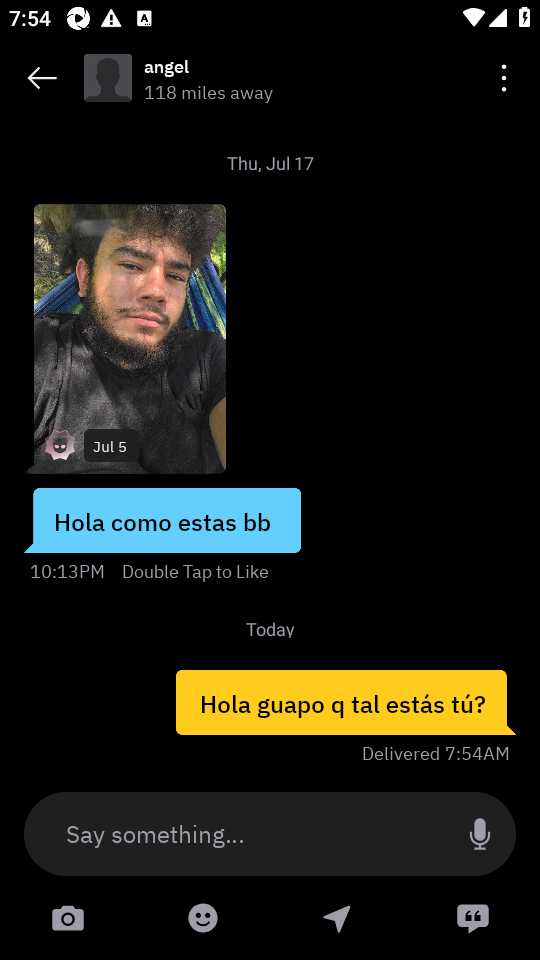 7:54
angel
118 miles away
Thu, Jul 17
Jul 5
Hola como estas bb
10:13PM Double Tap to Like
Today
Hola guapo q tal estás tú?
Delivered 7:54AM
Say something...